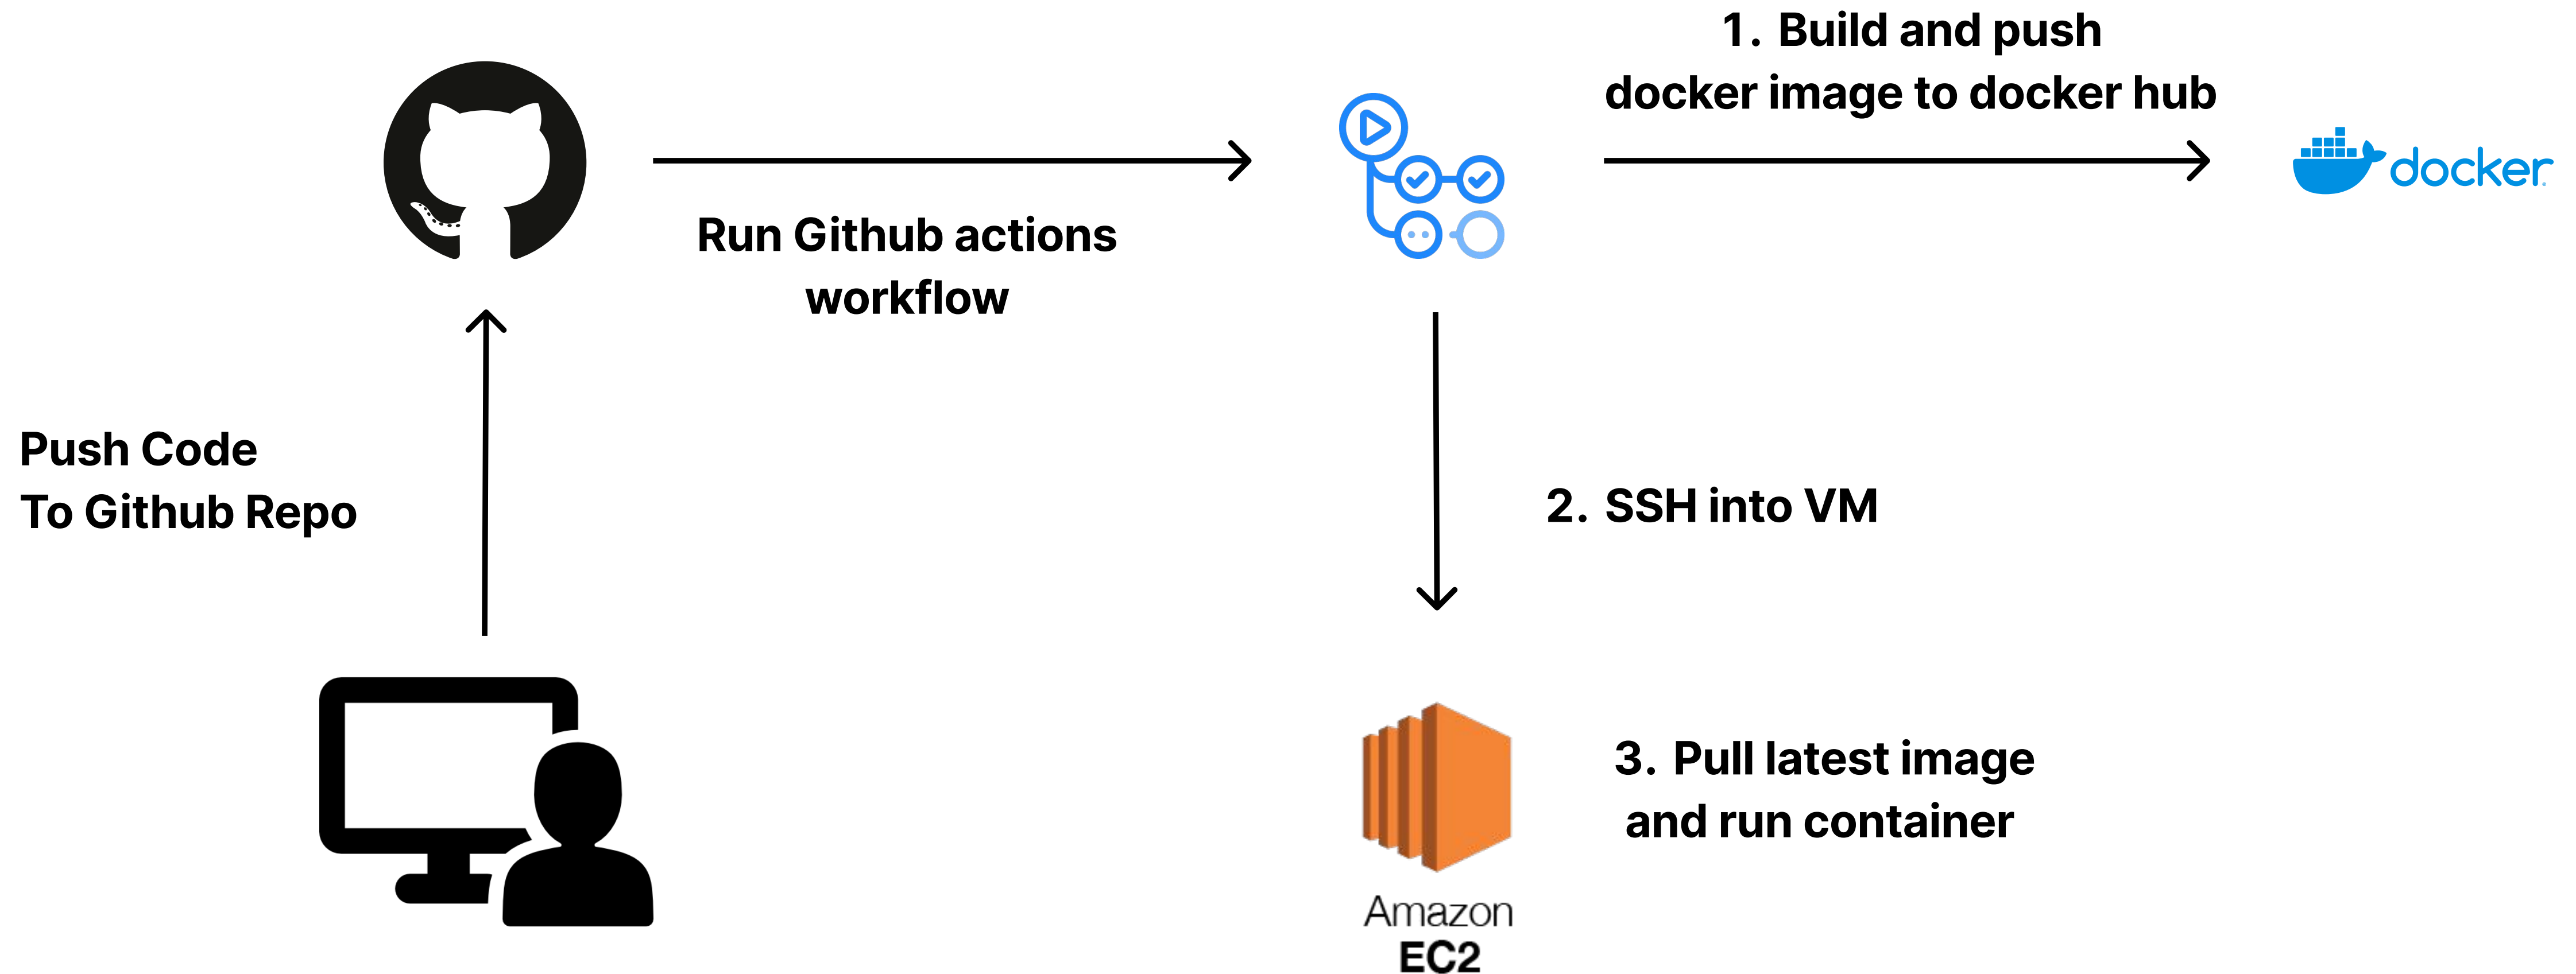 1. Build and push
docker image to docker hub
docker
Run Github actions
workflow
Push Code
To Github Repo
2. SSH into VM
3. Pull latest image
and run container
Amazon
EC2